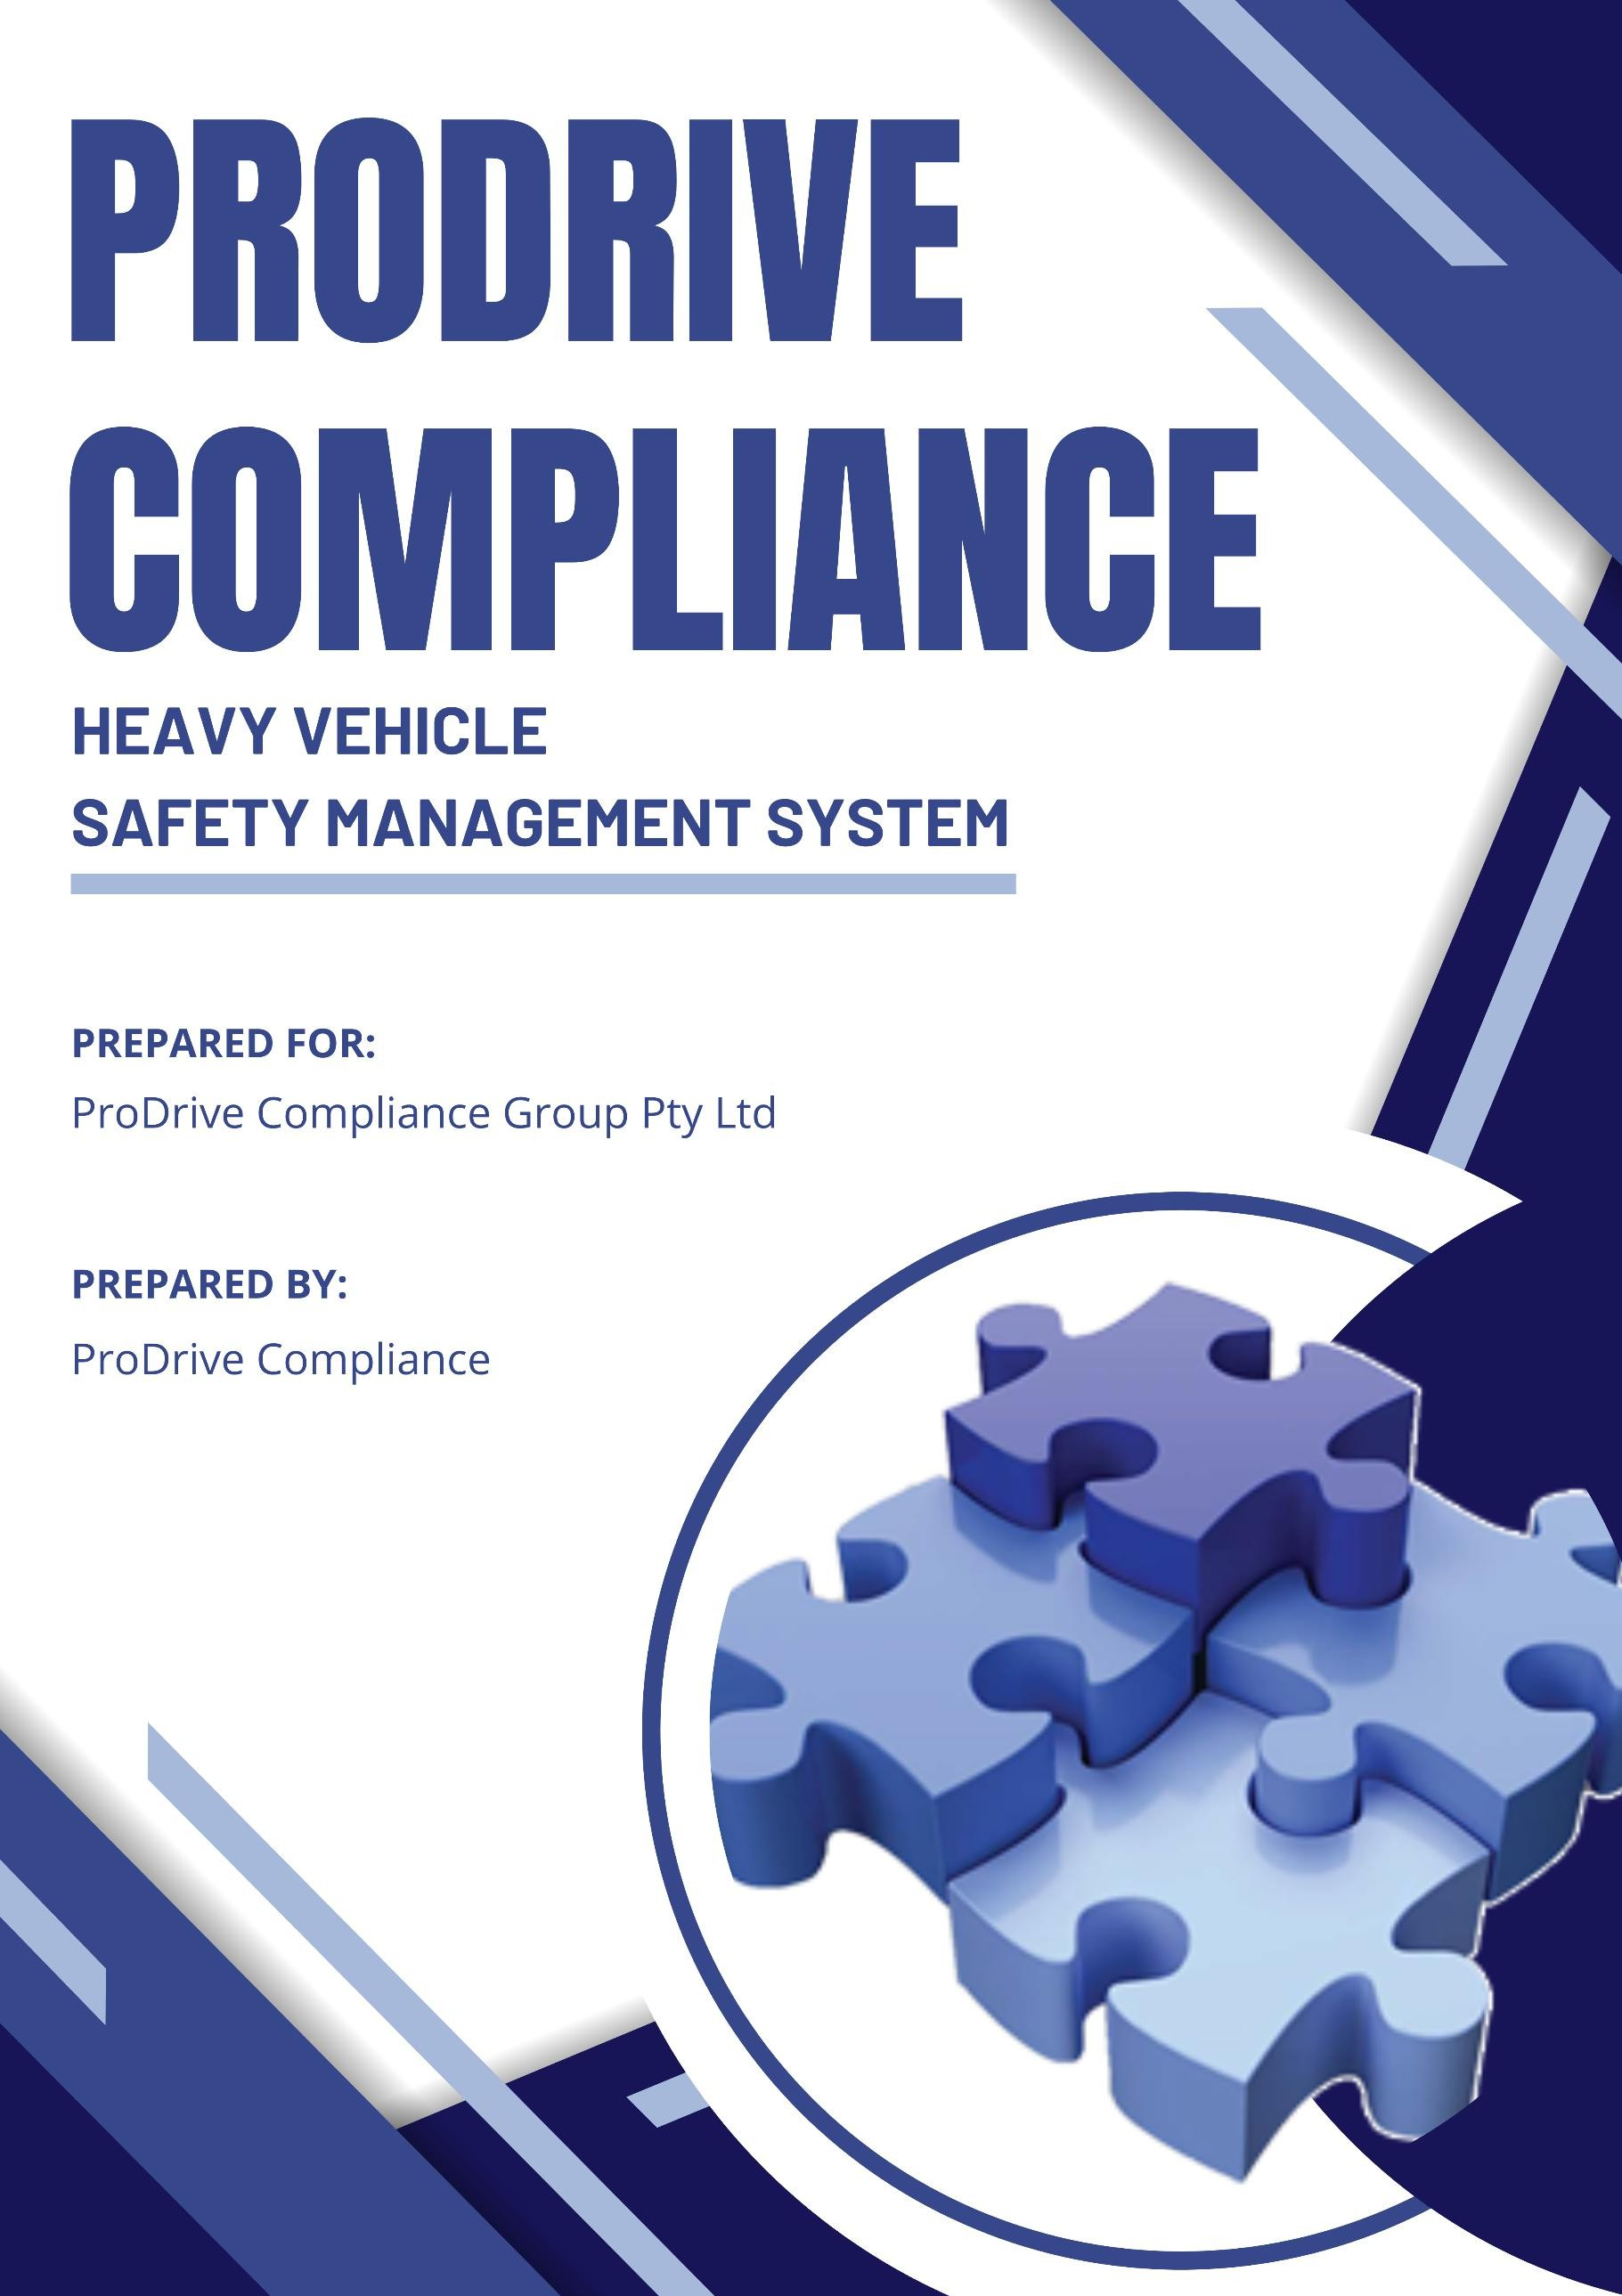 PRODRIVE
COMPLIANCE
HEAVY VEHICLE
SAFETY MANAGEMENT SYSTEM
PREPARED FOR:
ProDrive Compliance Group Pty Ltd
PREPARED BY:
ProDrive Compliance